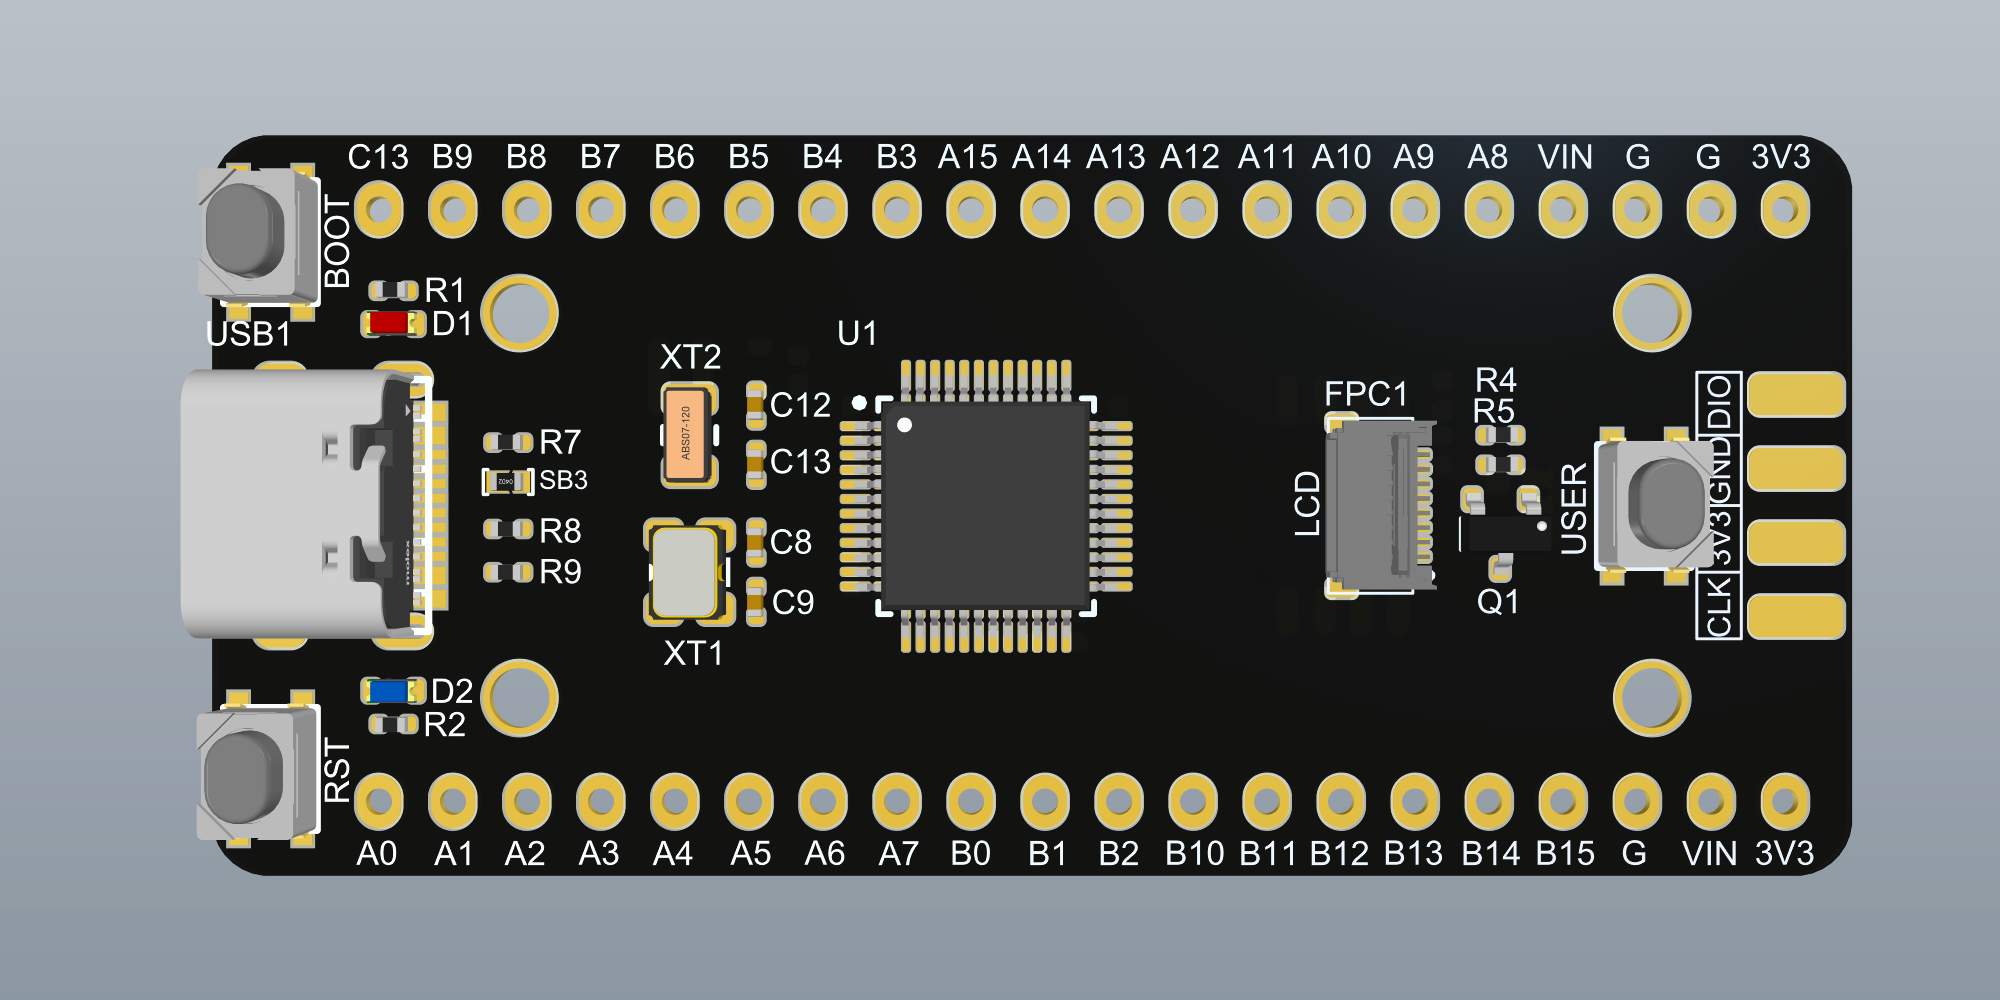 C13 B9 B8 B7 B6 B5 B4 B3 A15 A14 A13 A12 A11 A10 A9 A8 VIN G G 3V3
BOOT
R1
D1
USB1
U1
XT2
ABS07-120
C12
C13
R7
SB3
0402
R8
R9
C8
C9
XT1
molex
FPC1
LCD
R4
R5
Q1
USER
DIO
GND
3V3
CLK
D2
R2
RST
A0 A1 A2 A3 A4 A5 A6 A7 B0 B1 B2 B10 B11 B12 B13 B14 B15 G VIN 3V3